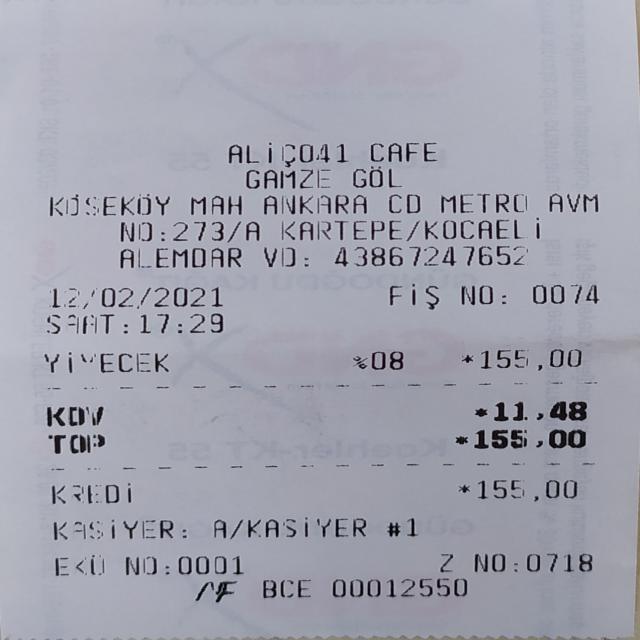 ALİÇO41 CAFE
GAMZE GÖL
KÖSEKÖY MAH ANKARA CD METRO AVM
NO:273/A KARTEPE/KOCAELİ
ALEMDAR VD: 43867247652
12/02/2021 FİŞ NO: 0074
SAAT:17:29
YİYECEK %08 *155,00
KDV *11,48
TOP *155,00
KREDİ *155,00
KASİYER: A/KASİYER #1
EKÜ NO:0001 Z NO:0718
BCE 00012550